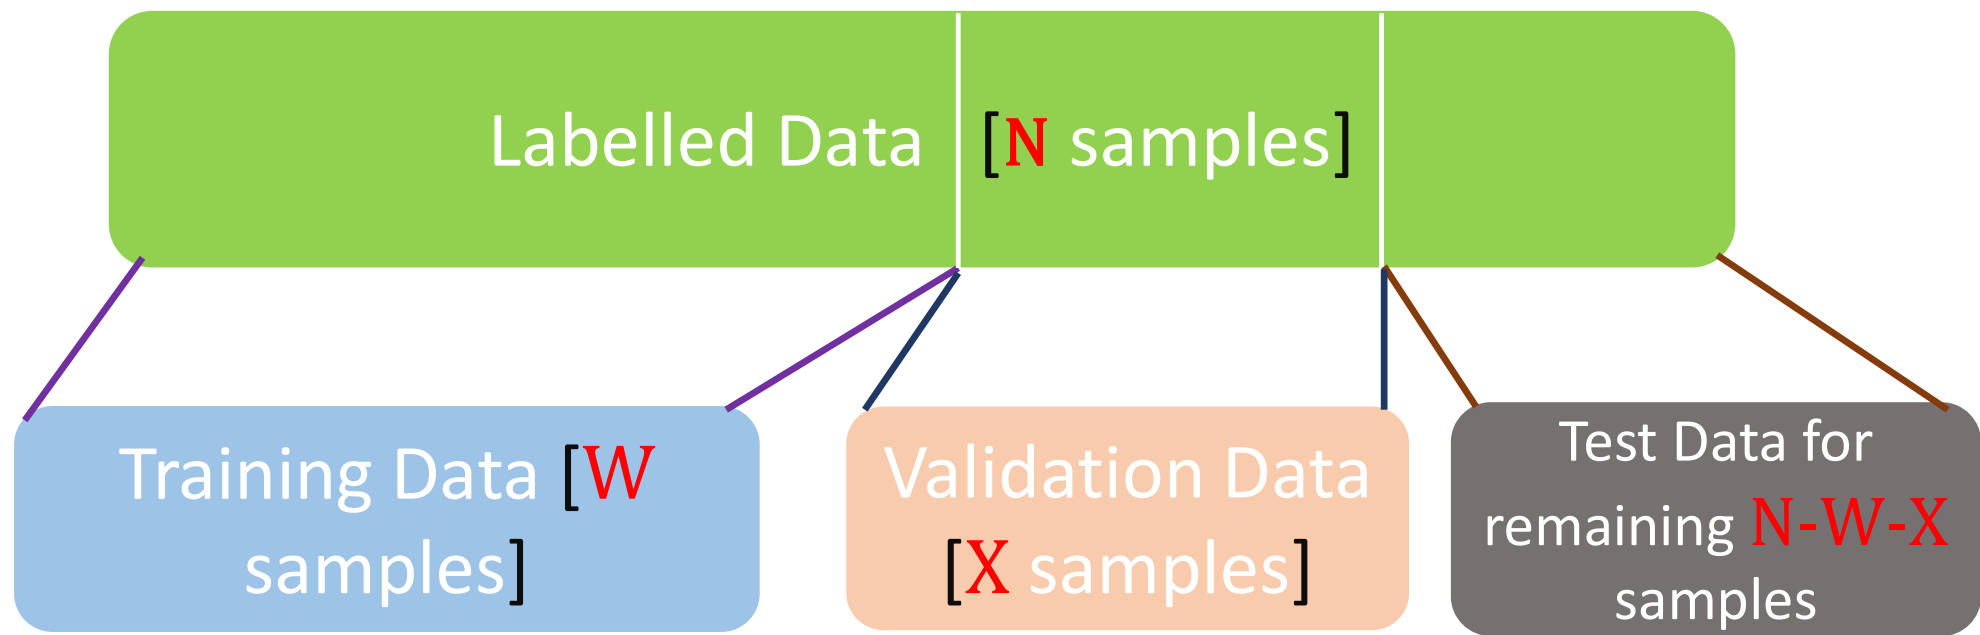 Labelled Data [N samples]
Training Data [W
samples]
Validation Data
[X samples]
Test Data for
remaining N-W-X
samples